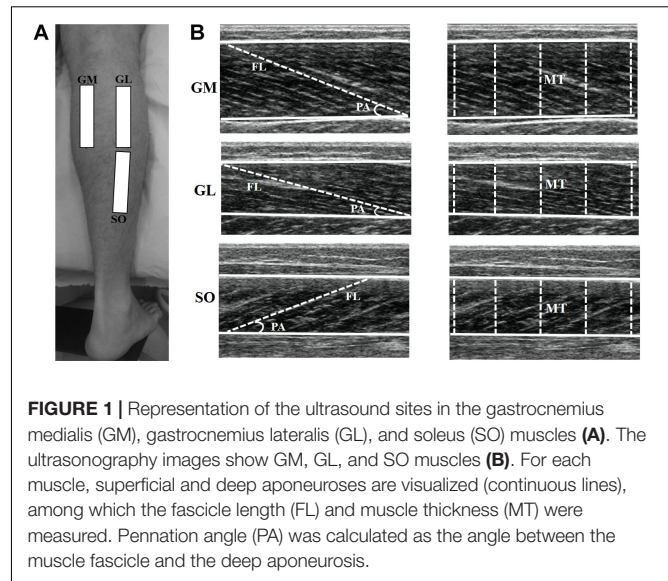 A
B
GM
GL
SO
GM
FL
PA
MT
GL
FL
PA
MT
SO
FL
PA
MT
FIGURE 1 | Representation of the ultrasound sites in the gastrocnemius
medialis (GM), gastrocnemius lateralis (GL), and soleus (SO) muscles (A). The
ultrasonography images show GM, GL, and SO muscles (B). For each
muscle, superficial and deep aponeuroses are visualized (continuous lines),
among which the fascicle length (FL) and muscle thickness (MT) were
measured. Pennation angle (PA) was calculated as the angle between the
muscle fascicle and the deep aponeurosis.